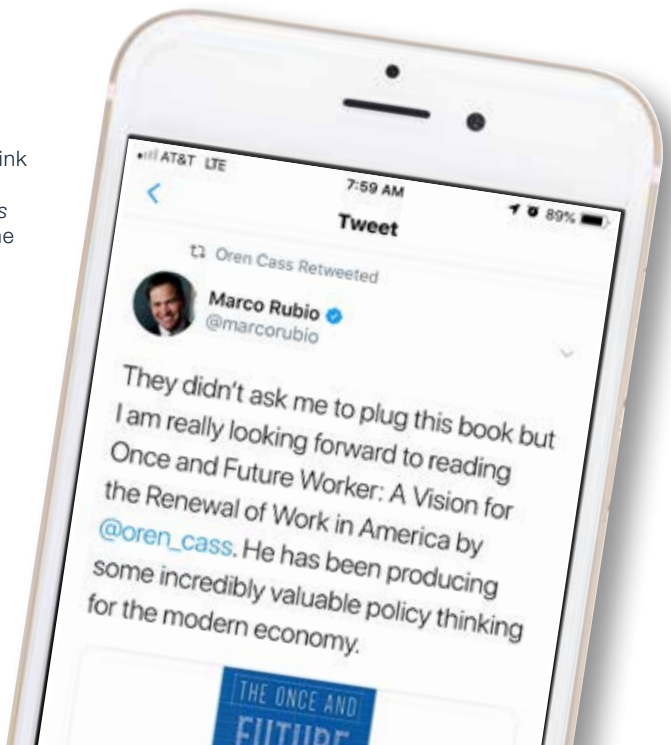 ink
s
ne
AT&T LTE
7:59 AM
89%
Tweet
Oren Cass Retweeted
Marco Rubio
@marcorubio
They didn't ask me to plug this book but
I am really looking forward to reading
Once and Future Worker: A Vision for
the Renewal of Work in America by
@oren_cass. He has been producing
some incredibly valuable policy thinking
for the modern economy.
THE ONCE AND
FUTURE